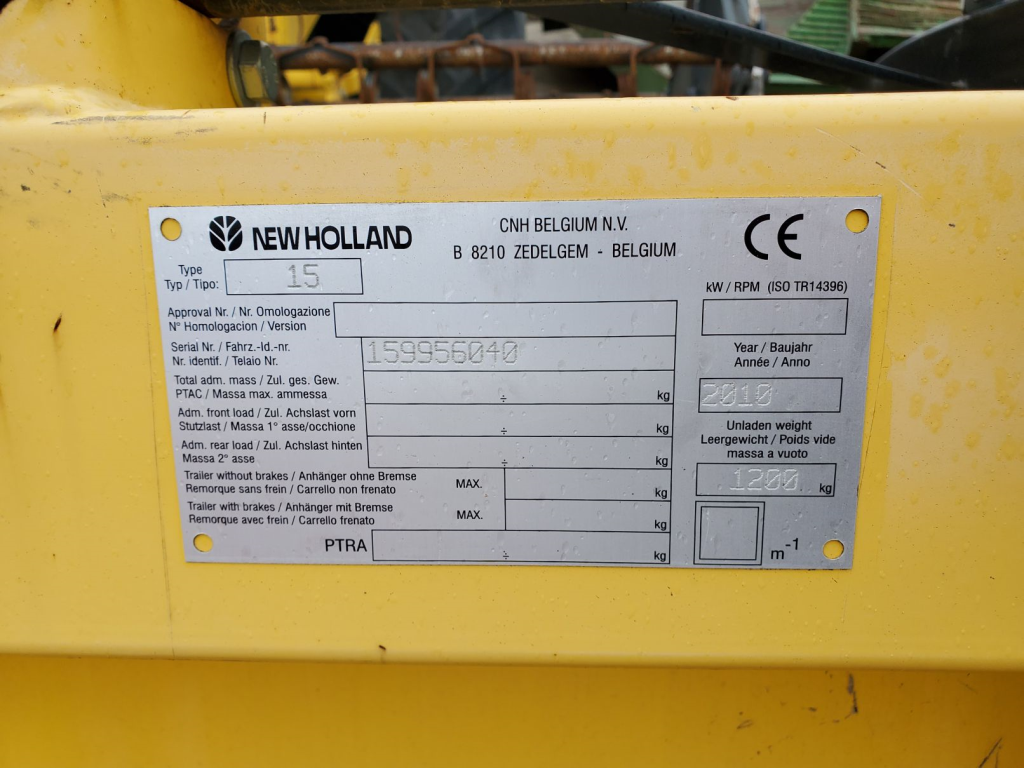 NEW HOLLAND
CNH BELGIUM N.V.
B 8210 ZEDELGEM - BELGIUM
CE
Type
Typ / Tipo: 15
kW / RPM (ISO TR14396)
Approval Nr. / Nr. Omologazione
N° Homologacion / Version
Serial Nr. / Fahrz.-Id.-nr.
Nr. identif. / Telaio Nr. 159956040
Year / Baujahr
Année / Anno
2010
Total adm. mass / Zul. ges. Gew.
PTAC / Massa max. ammessa ÷ kg
Adm. front load / Zul. Achslast vorn
Stutzlast / Massa 1° asse/occhione ÷ kg
Unladen weight
Leergewicht / Poids vide
massa a vuoto
1200 kg
Adm. rear load / Zul. Achslast hinten
Massa 2° asse ÷ kg
Trailer without brakes / Anhänger ohne Bremse
Remorque sans frein / Carrello non frenato MAX. kg
Trailer with brakes / Anhänger mit Bremse
Remorque avec frein / Carrello frenato MAX. kg
PTRA ÷ kg
m-1